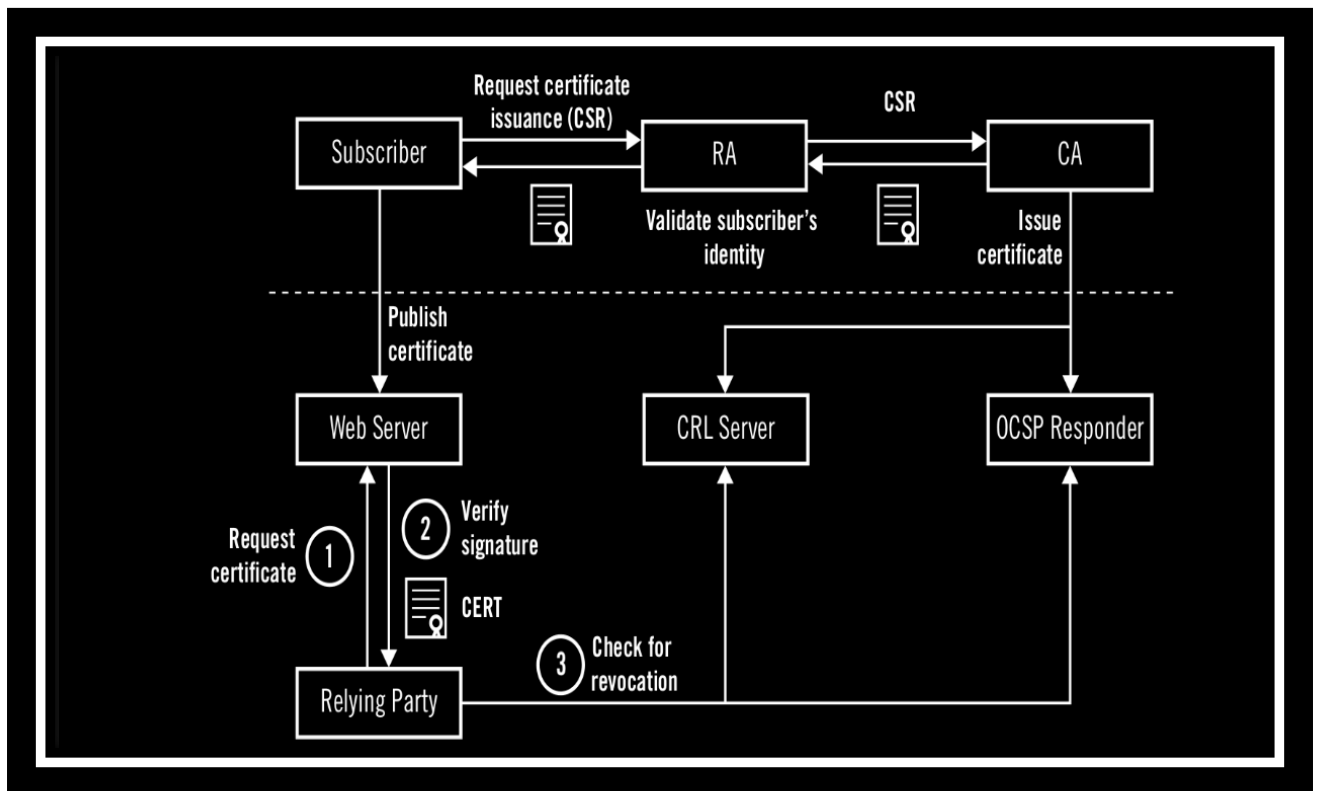 Request certificate
issuance (CSR)
CSR
Subscriber
RA
CA
Validate subscriber's
identity
Issue
certificate
Publish
certificate
Web Server
CRL Server
OCSP Responder
Request
certificate
1
2
Verify
signature
CERT
3
Check for
revocation
Relying Party